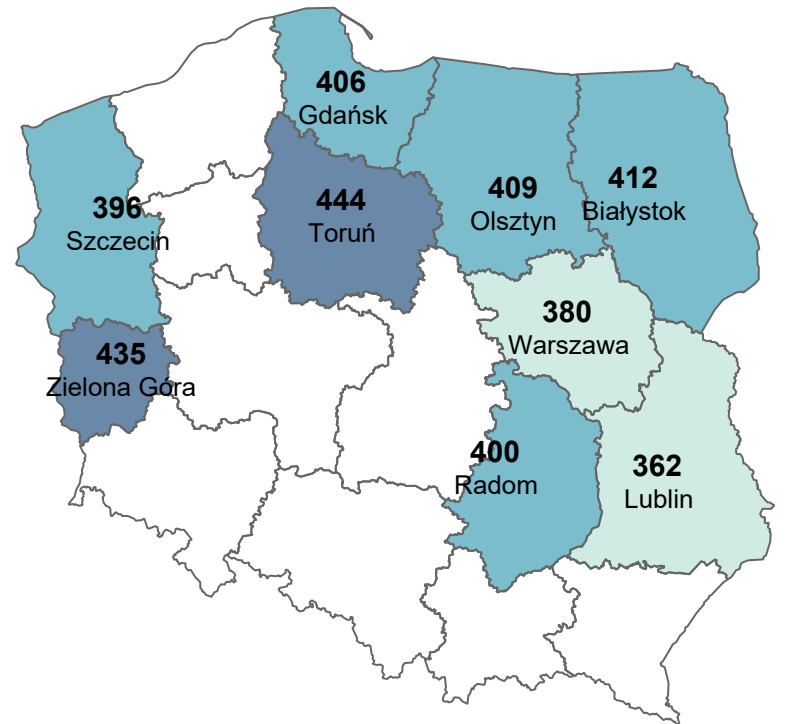 406
Gdańsk
444
Toruń
409
Olsztyn
412
Białystok
396
Szczecin
380
Warszawa
435
Zielona Góra
400
Radom
362
Lublin